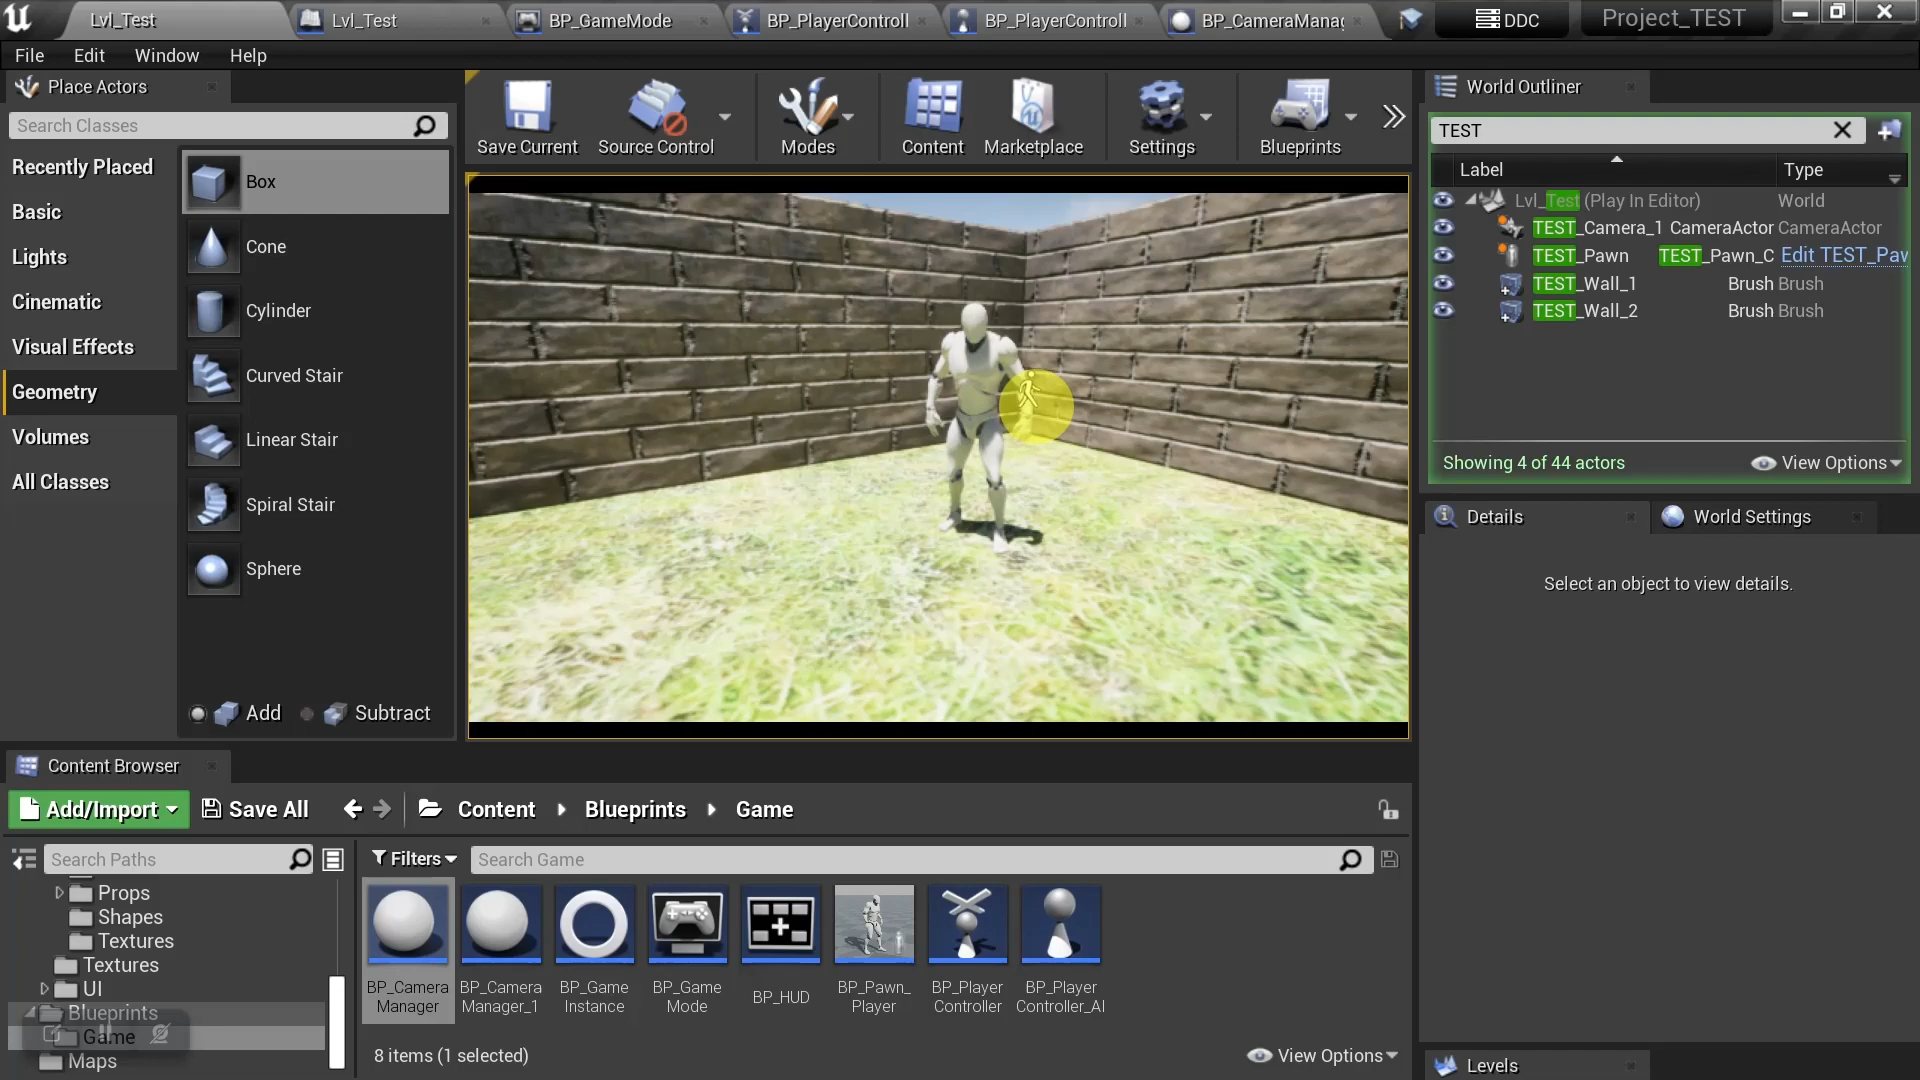 Lvl_Test
Lvl_Test
BP_GameMode
BP_PlayerControll
BP_PlayerControll
BP_CameraManag
DDC
Project_TEST
File
Edit
Window
Help
Place Actors
Search Classes
Recently Placed
Basic
Lights
Cinematic
Visual Effects
Geometry
Volumes
All Classes
Box
Cone
Cylinder
Curved Stair
Linear Stair
Spiral Stair
Sphere
Add
Subtract
Save Current
Source Control
Modes
Content
Marketplace
Settings
Blueprints
World Outliner
TEST
Label
Type
Lvl_Test (Play In Editor)
World
TEST_Camera_1 CameraActor CameraActor
TEST_Pawn TEST_Pawn_C Edit TEST_Paw
TEST_Wall_1 Brush Brush
TEST_Wall_2 Brush Brush
Showing 4 of 44 actors
View Options
Details
World Settings
Select an object to view details.
Levels
Content Browser
Add/Import
Save All
Content
Blueprints
Game
Search Paths
Filters
Search Game
Props
Shapes
Textures
Textures
UI
Blueprints
Game
Maps
BP_Camera
Manager
BP_Camera
Manager_1
BP_Game
Instance
BP_Game
Mode
BP_HUD
BP_Pawn_
Player
BP_Player
Controller
BP_Player
Controller_AI
8 items (1 selected)
View Options